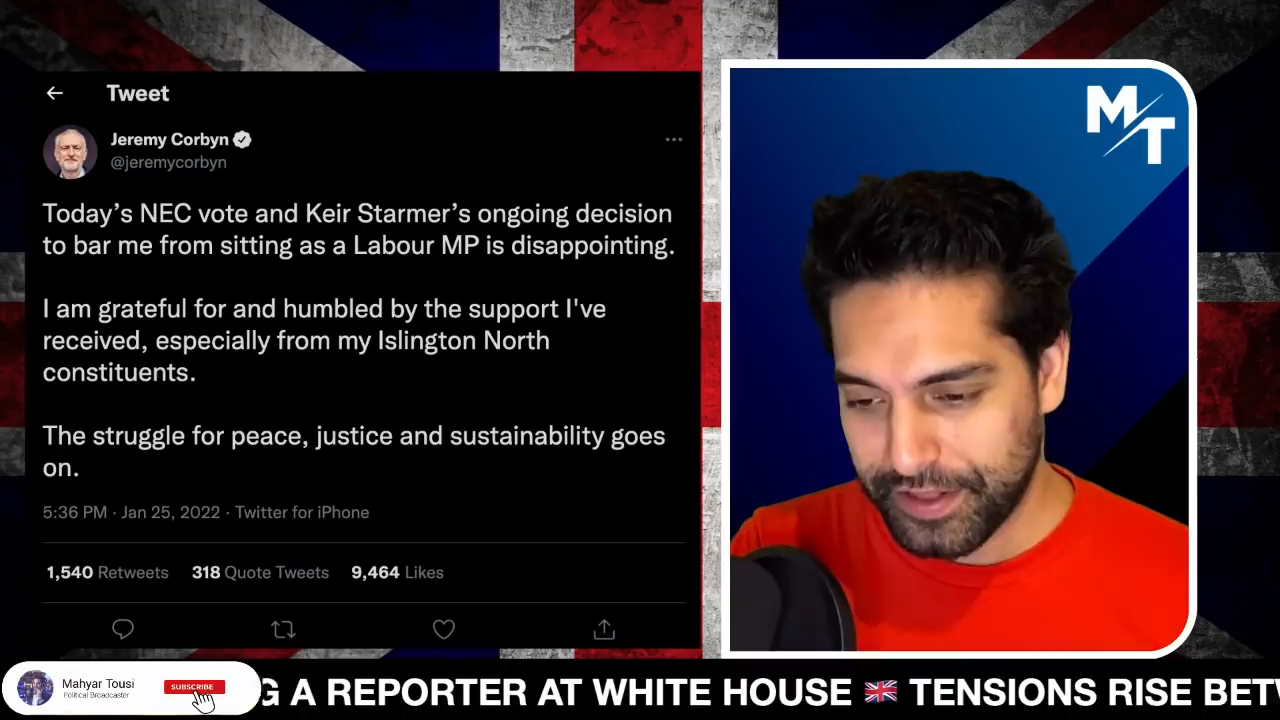 Tweet
Jeremy Corbyn
@jeremycorbyn
Today's NEC vote and Keir Starmer's ongoing decision
to bar me from sitting as a Labour MP is disappointing.
I am grateful for and humbled by the support I've
received, especially from my Islington North
constituents.
The struggle for peace, justice and sustainability goes
on.
5:36 PM · Jan 25, 2022 · Twitter for iPhone
1,540 Retweets 318 Quote Tweets 9,464 Likes
MT
Mahyar Tousi
Political Broadcaster
SUBSCRIBE
G A REPORTER AT WHITE HOUSE 🇬🇧 TENSIONS RISE BETW